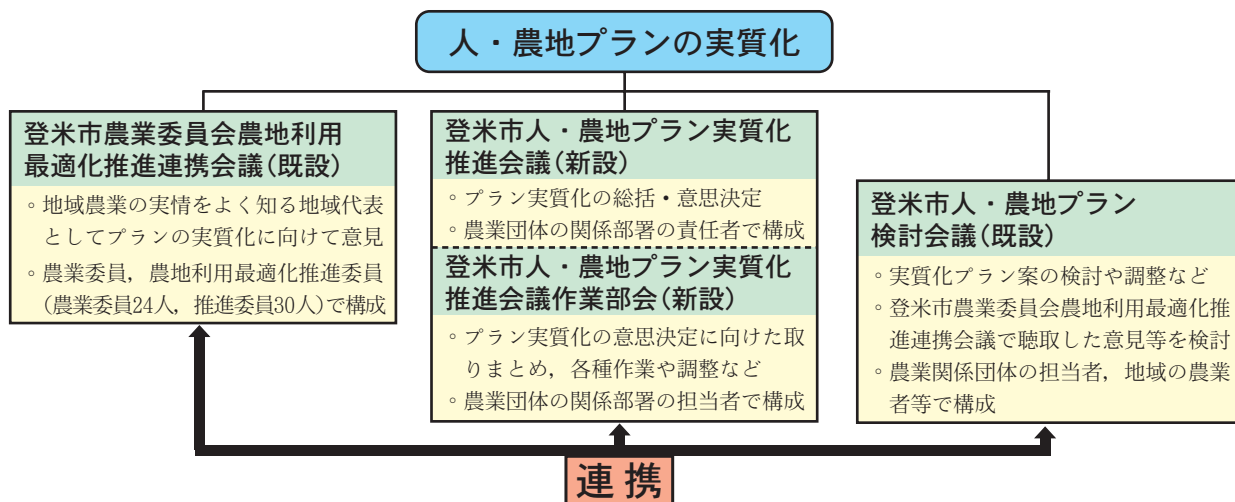 人・農地プランの実質化
登米市農業委員会農地利用
最適化推進連携会議(既設)
◦地域農業の実情をよく知る地域代表
としてプランの実質化に向けて意見
◦農業委員，農地利用最適化推進委員
(農業委員24人，推進委員30人)で構成
登米市人・農地プラン実質化
推進会議(新設)
◦プラン実質化の総括・意思決定
◦農業団体の関係部署の責任者で構成
登米市人・農地プラン実質化
推進会議作業部会(新設)
◦プラン実質化の意思決定に向けた取
りまとめ，各種作業や調整など
◦農業団体の関係部署の担当者で構成
登米市人・農地プラン
検討会議(既設)
◦実質化プラン案の検討や調整など
◦登米市農業委員会農地利用最適化推
進連携会議で聴取した意見等を検討
◦農業関係団体の担当者，地域の農業
者等で構成
連携